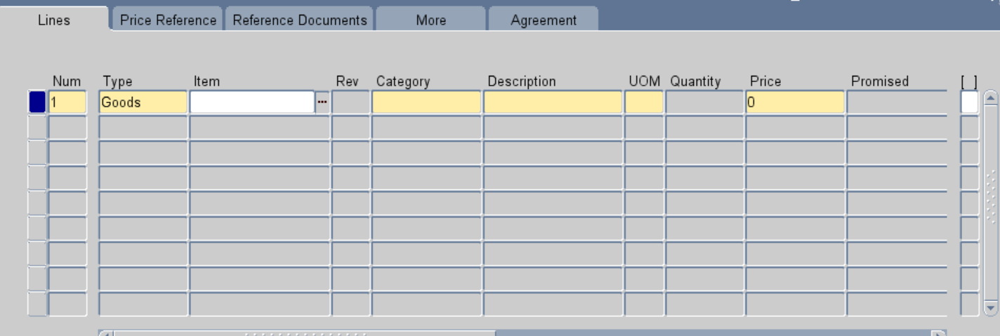 Lines Price Reference Reference Documents More Agreement
Num Type Item Rev Category Description UOM Quantity Price Promised [ ]
1 Goods ... 0